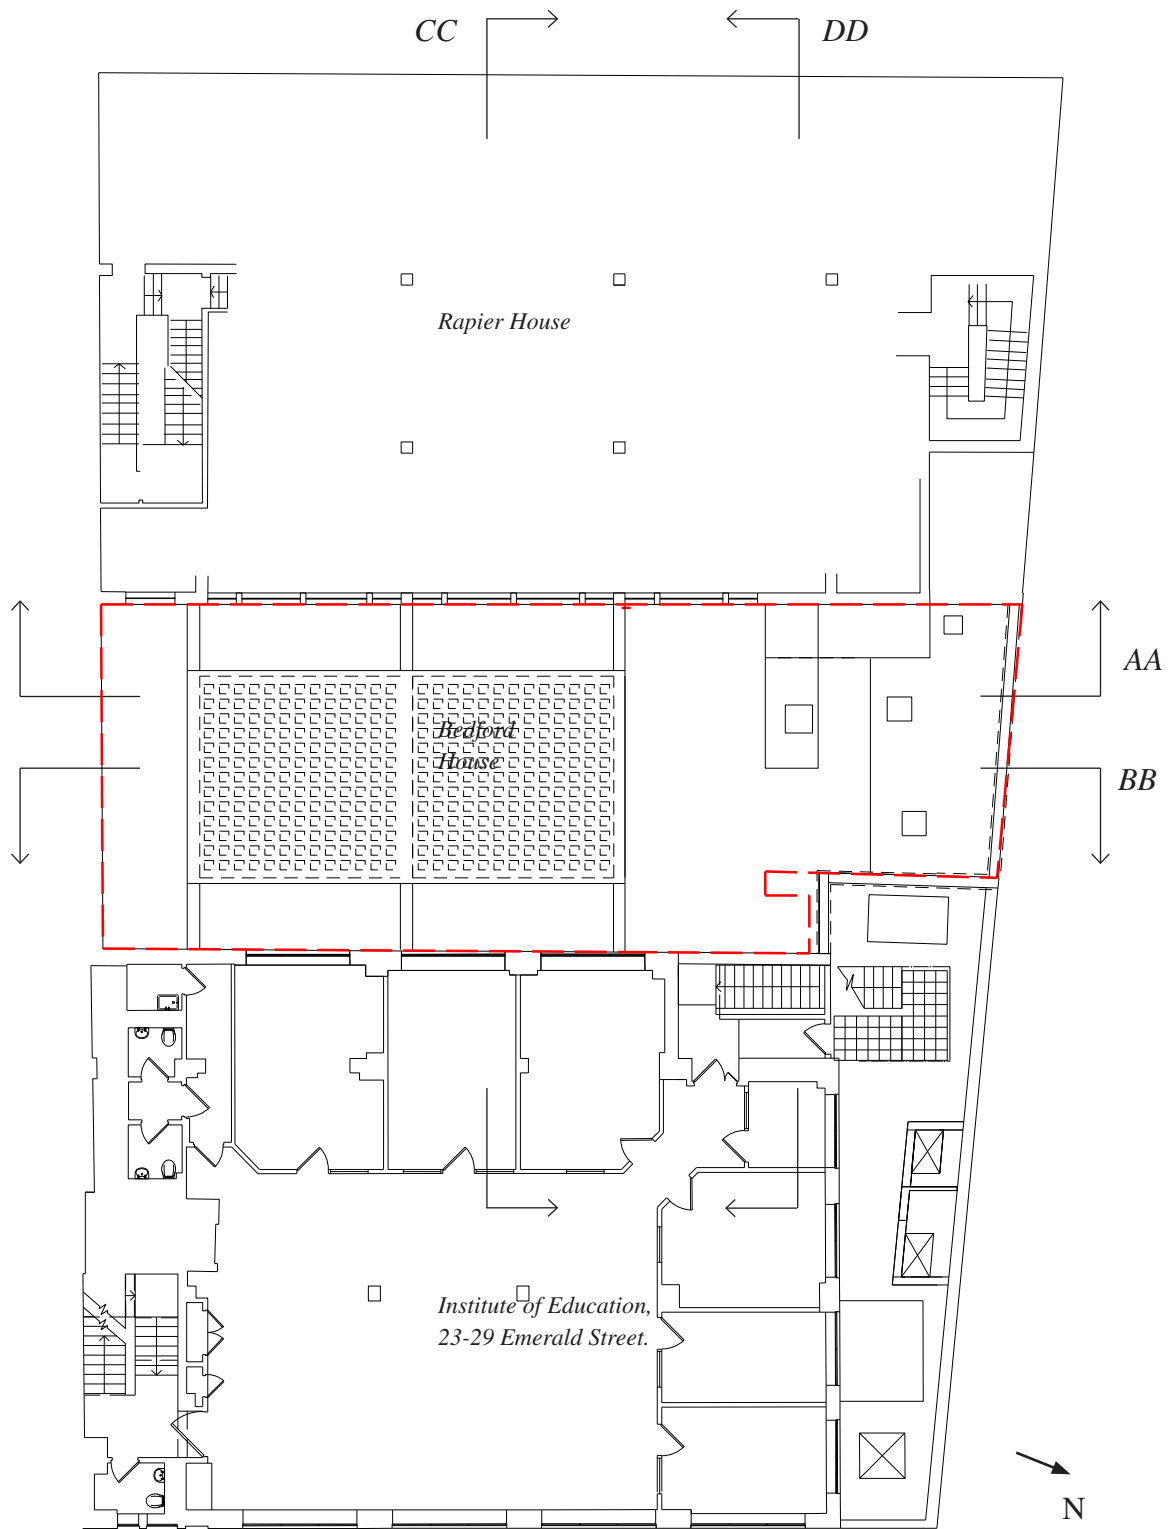 CC
DD
Rapier House
AA
Bedford
House
BB
Institute of Education,
23-29 Emerald Street.
N